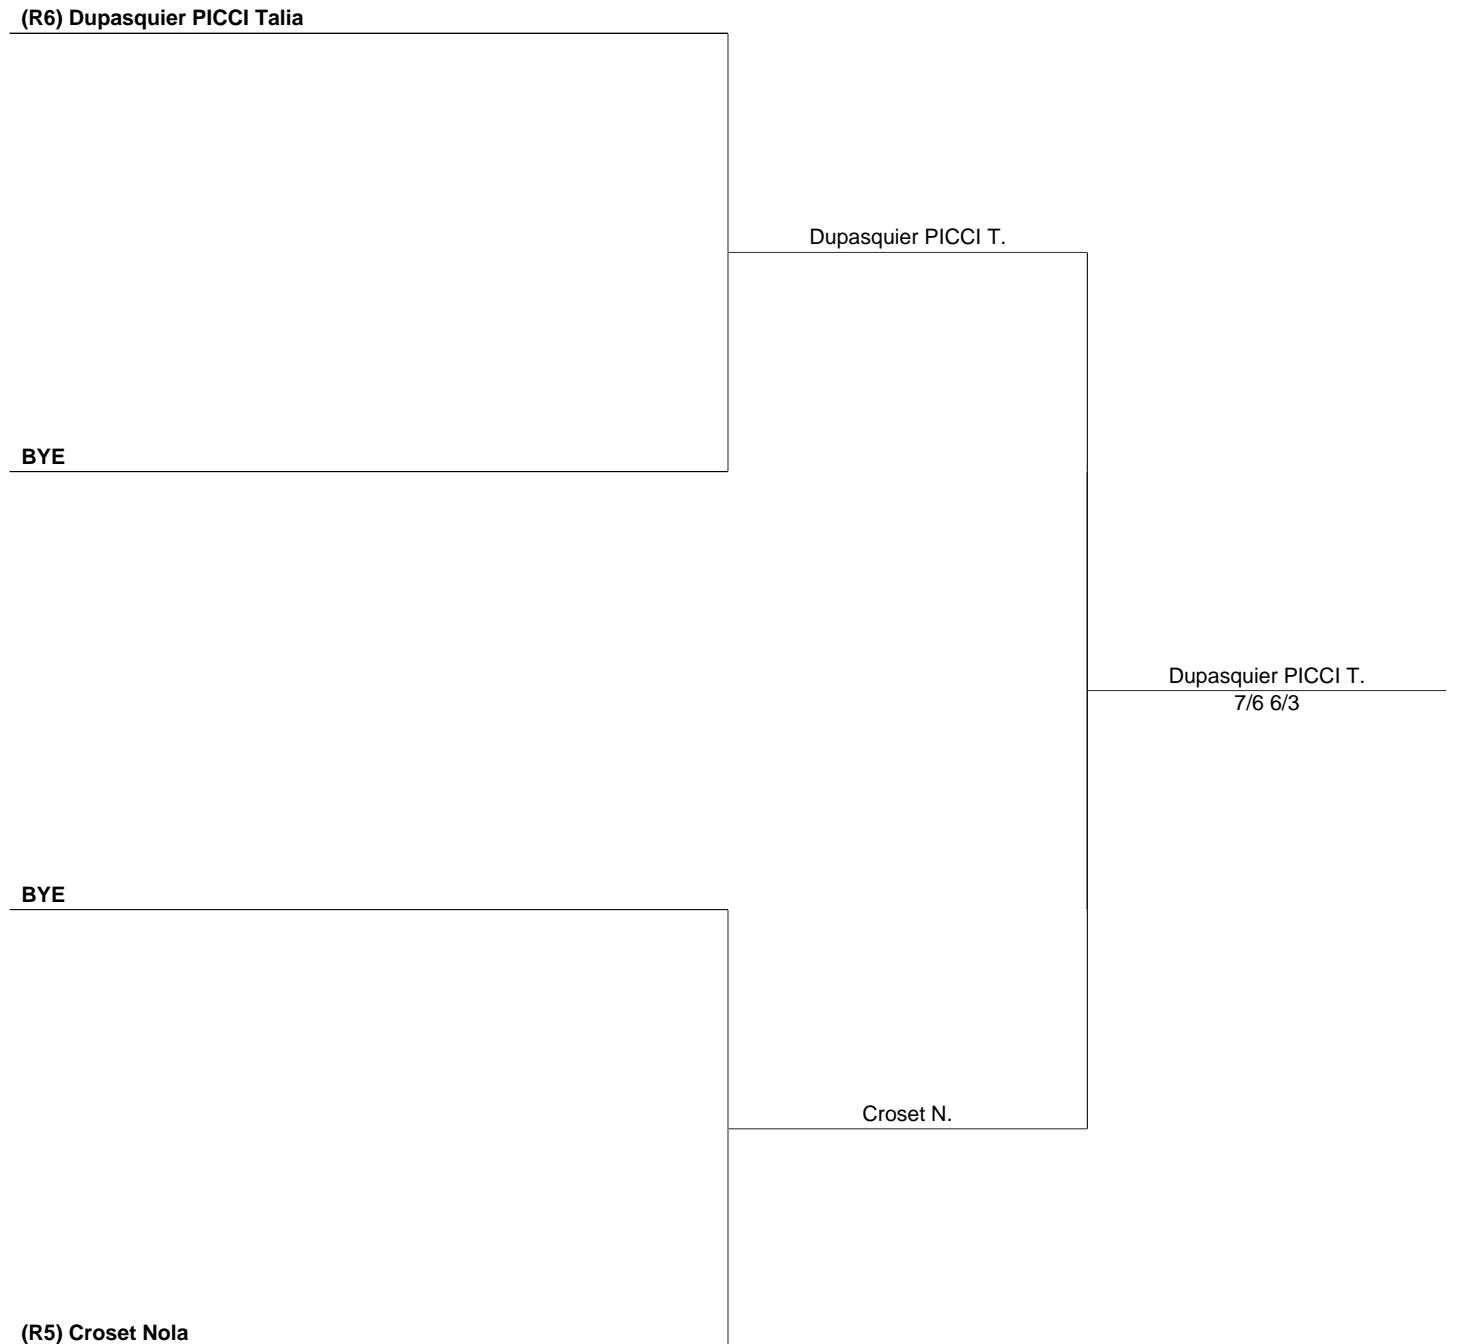 (R6) Dupasquier PICCI Talia
Dupasquier PICCI T.
BYE
Dupasquier PICCI T.
7/6 6/3
BYE
Croset N.
(R5) Croset Nola